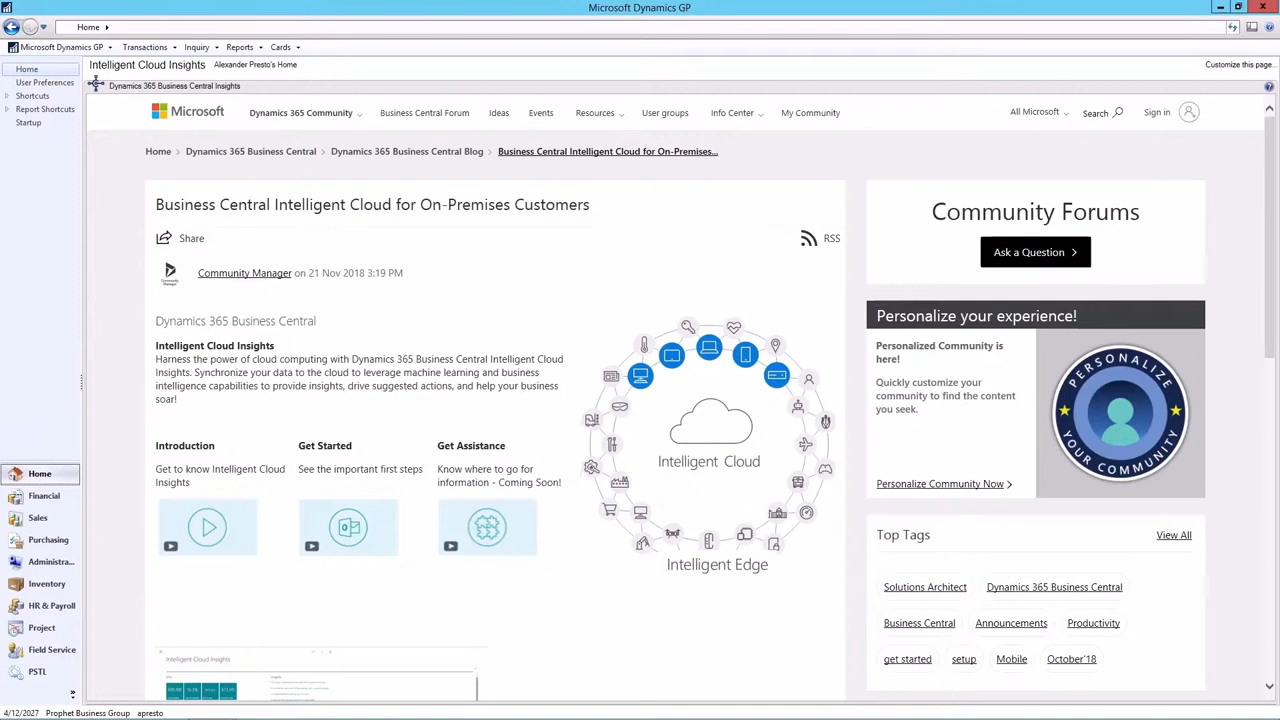 Microsoft Dynamics GP
Home
Microsoft Dynamics GP Transactions Inquiry Reports Cards
Home
User Preferences
Shortcuts
Report Shortcuts
Startup
Home
Financial
Sales
Purchasing
Administra...
Inventory
HR & Payroll
Project
Field Service
PSTL
Intelligent Cloud Insights Alexander Presto's Home Customize this page...
Dynamics 365 Business Central Insights
Microsoft Dynamics 365 Community Business Central Forum Ideas Events Resources User groups Info Center My Community All Microsoft Search Sign in
Home Dynamics 365 Business Central Dynamics 365 Business Central Blog Business Central Intelligent Cloud for On-Premises...
Business Central Intelligent Cloud for On-Premises Customers
Share RSS
Community Manager
Community Manager on 21 Nov 2018 3:19 PM
Dynamics 365 Business Central
Intelligent Cloud Insights
Harness the power of cloud computing with Dynamics 365 Business Central Intelligent Cloud
Insights. Synchronize your data to the cloud to leverage machine learning and business
intelligence capabilities to provide insights, drive suggested actions, and help your business
soar!
Introduction
Get to know Intelligent Cloud
Insights
Get Started
See the important first steps
Get Assistance
Know where to go for
information - Coming Soon!
Intelligent Cloud
Intelligent Edge
Intelligent Cloud Insights
Community Forums
Ask a Question
Personalize your experience!
Personalized Community is
here!
Quickly customize your
community to find the content
you seek.
Personalize Community Now
PERSONALIZE
YOUR COMMUNITY
Top Tags View All
Solutions Architect Dynamics 365 Business Central
Business Central Announcements Productivity
get started setup Mobile October'18
4/12/2027 Prophet Business Group apresto